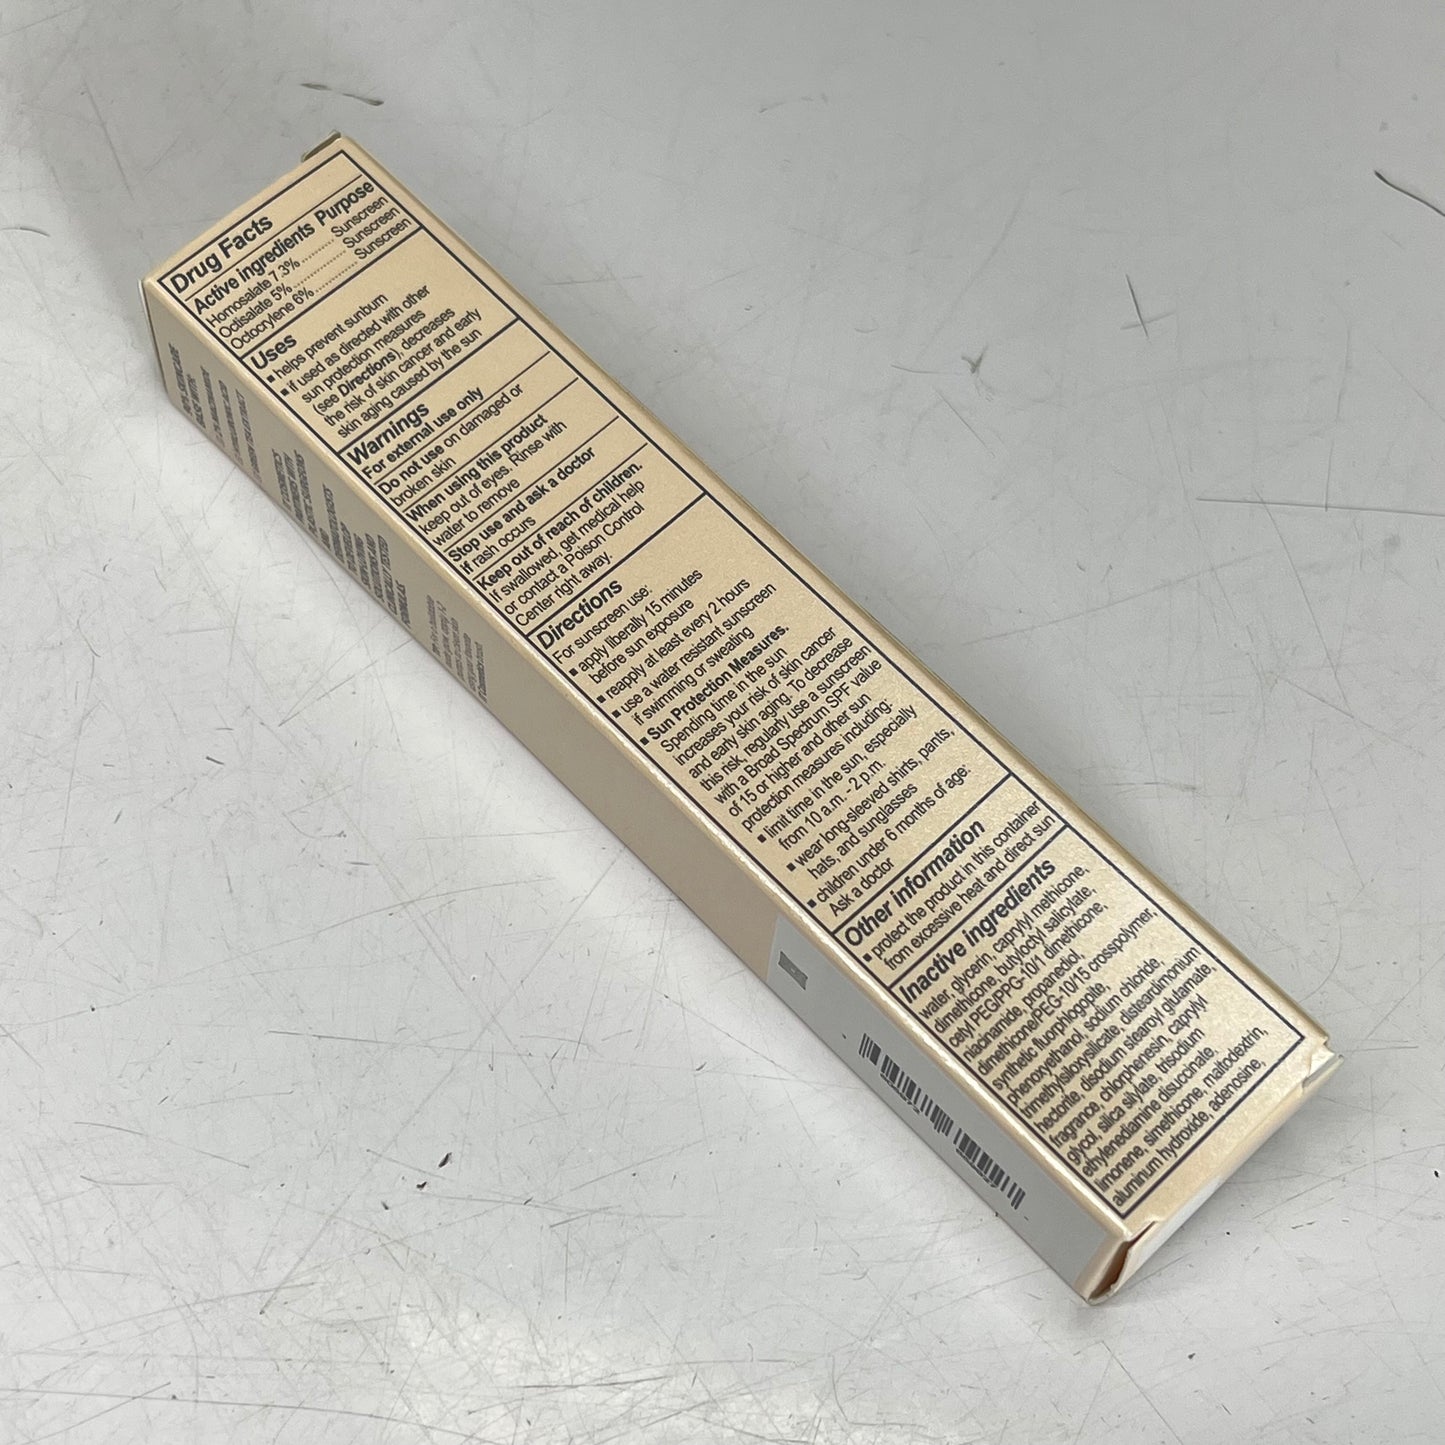 Drug Facts
Active ingredients Purpose
Homosalate 7.3% .......... Sunscreen
Octisalate 5% ................ Sunscreen
Octocrylene 6% ............. Sunscreen
Uses
▪ helps prevent sunburn
▪ if used as directed with other
sun protection measures
(see Directions), decreases
the risk of skin cancer and early
skin aging caused by the sun
Warnings
For external use only
Do not use on damaged or
broken skin
When using this product
keep out of eyes. Rinse with
water to remove
Stop use and ask a doctor
if rash occurs
Keep out of reach of children.
If swallowed, get medical help
or contact a Poison Control
Center right away.
Directions
For sunscreen use:
▪ apply liberally 15 minutes
before sun exposure
▪ reapply at least every 2 hours
▪ use a water resistant sunscreen
if swimming or sweating
▪ Sun Protection Measures.
Spending time in the sun
increases your risk of skin cancer
and early skin aging. To decrease
this risk, regularly use a sunscreen
with a Broad Spectrum SPF value
of 15 or higher and other sun
protection measures including:
▪ limit time in the sun, especially
from 10 a.m. - 2 p.m.
▪ wear long-sleeved shirts, pants,
hats, and sunglasses
▪ children under 6 months of age:
Ask a doctor
Other information
▪ protect the product in this container
from excessive heat and direct sun
Inactive ingredients
water, glycerin, caprylyl methicone,
dimethicone, butyloctyl salicylate,
cetyl PEG/PPG-10/1 dimethicone,
niacinamide, propanediol,
dimethicone/PEG-10/15 crosspolymer,
synthetic fluorphlogopite,
phenoxyethanol, sodium chloride,
trimethylsiloxysilicate, disteardimonium
hectorite, disodium stearoyl glutamate,
fragrance, chlorphenesin, caprylyl
glycol, silica silylate, trisodium
ethylenediamine disuccinate,
limonene, simethicone, maltodextrin,
aluminum hydroxide, adenosine,
SKINCARE
BASE WITH:
2% NIACINAMIDE
AND
DERMATOLOGISTS
TO DEVELOP
CLINICALLY TESTED
FORMULAS